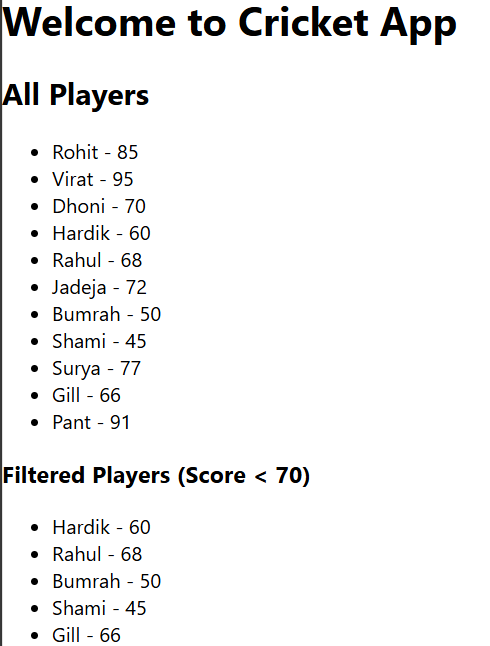 Welcome to Cricket App
All Players
• Rohit - 85
• Virat - 95
• Dhoni - 70
• Hardik - 60
• Rahul - 68
• Jadeja - 72
• Bumrah - 50
• Shami - 45
• Surya - 77
• Gill - 66
• Pant - 91
Filtered Players (Score < 70)
• Hardik - 60
• Rahul - 68
• Bumrah - 50
• Shami - 45
• Gill - 66